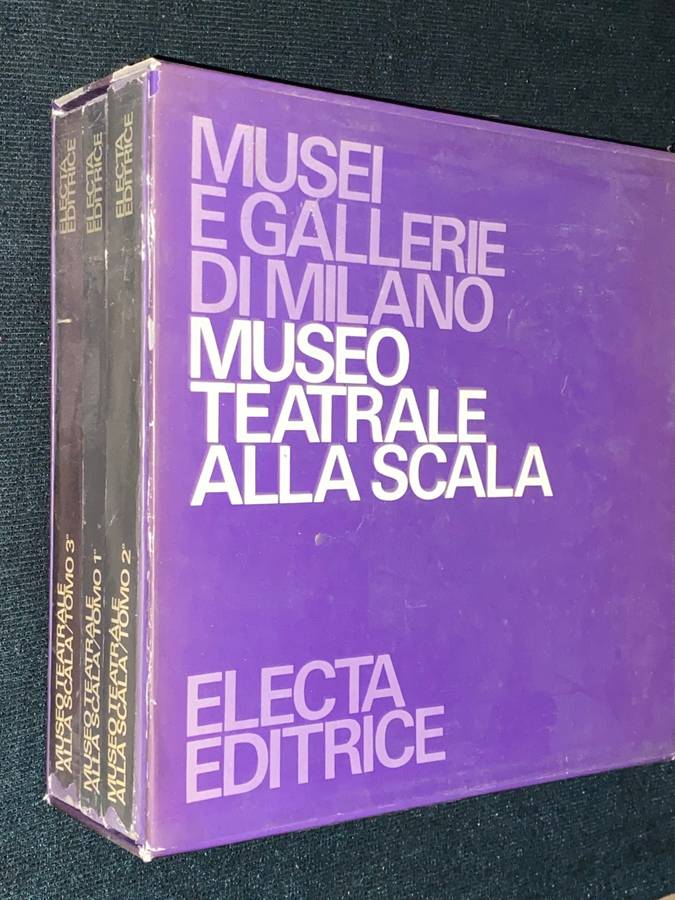 ELECTA
EDITRICE
MUSEO TEATRALE
ALLA SCALA/TOMO 3°
ELECTA
EDITRICE
MUSEO TEATRALE
ALLA SCALA/TOMO 1°
ELECTA
EDITRICE
MUSEO TEATRALE
ALLA SCALA/TOMO 2°
MUSEI
E GALLERIE
DI MILANO
MUSEO
TEATRALE
ALLA SCALA
ELECTA
EDITRICE